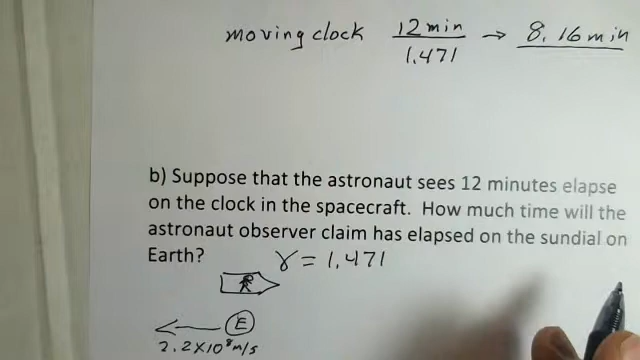 moving clock 12 min / 1.471 → 8.16 min
b) Suppose that the astronaut sees 12 minutes elapse
on the clock in the spacecraft. How much time will the
astronaut observer claim has elapsed on the sundial on
Earth? γ = 1.471
E
2.2 X 10⁸ m/s